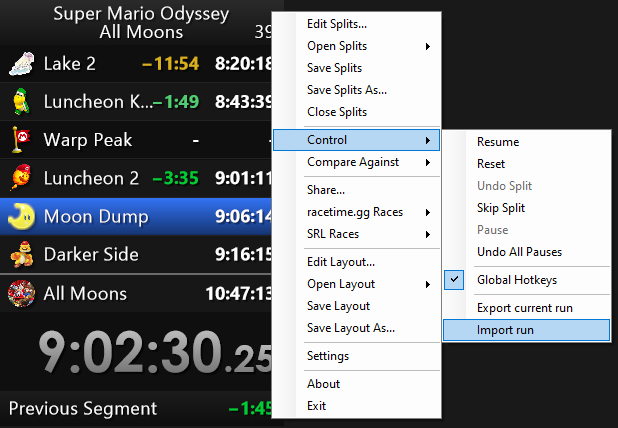 Super Mario Odyssey
All Moons 39
Lake 2 −11:54 8:20:18
Luncheon K... −1:49 8:43:39
Warp Peak - -
Luncheon 2 −3:35 9:01:11
Moon Dump 9:06:14
Darker Side 9:16:15
All Moons 10:47:13
9:02:30.25
Previous Segment −1:45
Edit Splits...
Open Splits
Save Splits
Save Splits As...
Close Splits
Control
Compare Against
Share...
racetime.gg Races
SRL Races
Edit Layout...
Open Layout
Save Layout
Save Layout As...
Settings
About
Exit
Resume
Reset
Undo Split
Skip Split
Pause
Undo All Pauses
Global Hotkeys
Export current run
Import run